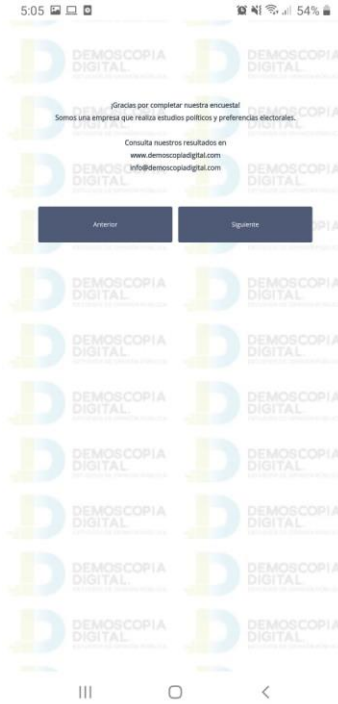 5:05
54%
¡Gracias por completar nuestra encuesta!
Somos una empresa que realiza estudios políticos y preferencias electorales.
Consulta nuestros resultados en
www.demoscopiadigital.com
info@demoscopiadigital.com
Anterior
Siguiente
DEMOSCOPIA
DIGITAL